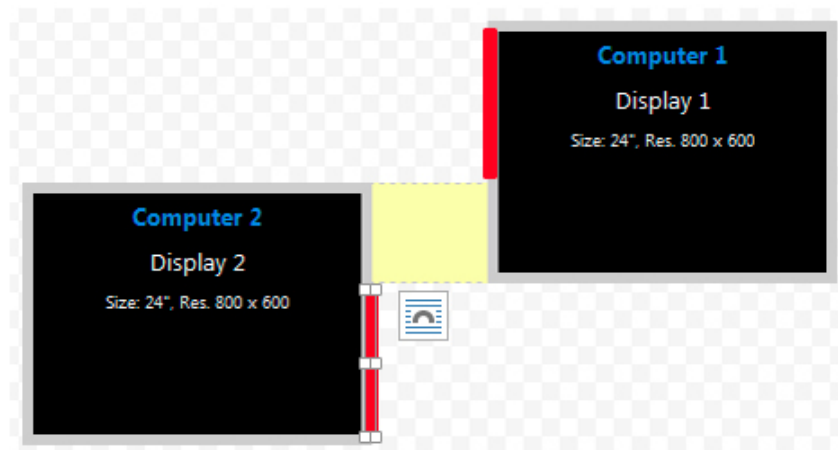 Computer 1
Display 1
Size: 24", Res. 800 x 600
Computer 2
Display 2
Size: 24", Res. 800 x 600